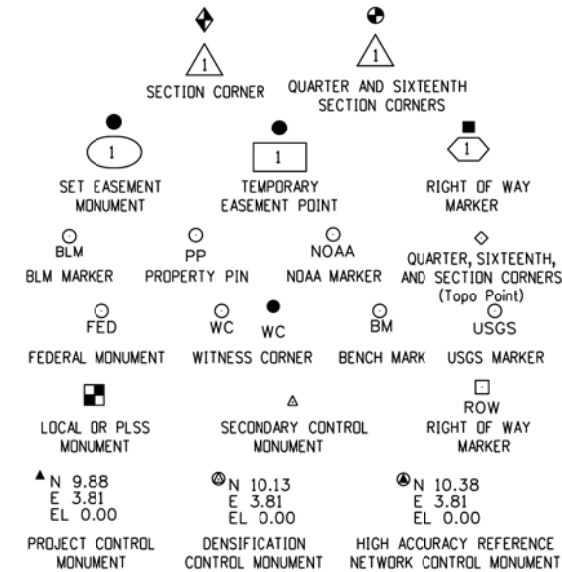 1
1
SECTION CORNER
QUARTER AND SIXTEENTH
SECTION CORNERS
1
1
1
SET EASEMENT
MONUMENT
TEMPORARY
EASEMENT POINT
RIGHT OF WAY
MARKER
BLM
BLM MARKER
PP
PROPERTY PIN
NOAA
NOAA MARKER
QUARTER, SIXTEENTH,
AND SECTION CORNERS
(Topo Point)
FED
FEDERAL MONUMENT
WC
WC
WITNESS CORNER
BM
BENCH MARK
USGS
USGS MARKER
LOCAL OR PLSS
MONUMENT
SECONDARY CONTROL
MONUMENT
ROW
RIGHT OF WAY
MARKER
N 9.88
E 3.81
EL 0.00
PROJECT CONTROL
MONUMENT
N 10.13
E 3.81
EL 0.00
DENSIFICATION
CONTROL MONUMENT
N 10.38
E 3.81
EL 0.00
HIGH ACCURACY REFERENCE
NETWORK CONTROL MONUMENT